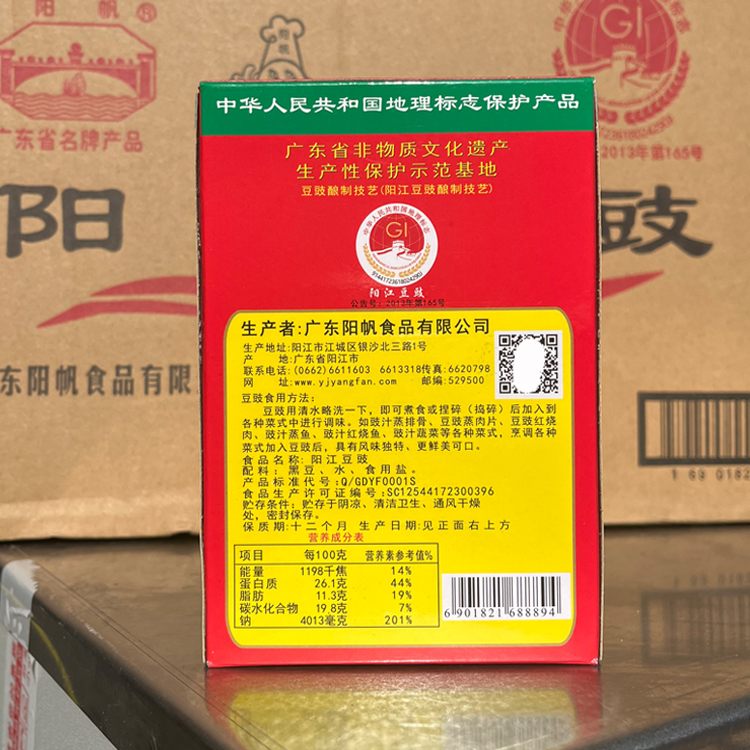 阳帆
广东省名牌产品
阳帆
GI
2013年第165号
阳
豉
东阳帆食品有限
中华人民共和国地理标志保护产品
广东省非物质文化遗产
生产性保护示范基地
豆豉酿制技艺(阳江豆豉酿制技艺)
中华人民共和国地理标志
GI
91441723618024290J
阳江豆豉
公告号:2013年第165号
生产者:广东阳帆食品有限公司
生产地址:阳江市江城区银沙北三路1号
产 地:广东省阳江市
联系电话:(0662)6611603 6613318传真:6620798
网 址:www.yjyangfan.com 邮编:529500
豆豉食用方法:
豆豉用清水略洗一下，即可煮食或捏碎（捣碎）后加入到
各种菜式中进行调味。如豉汁蒸排骨、豆豉蒸肉片、豆豉红烧
肉、豉汁蒸鱼、豉汁红烧鱼、豉汁蔬菜等各种菜式，烹调各种
菜式加入豆豉后，具有风味独特、更鲜美可口。
食品名称:阳江豆豉
配料:黑豆、水、食用盐。
产品标准代号:Q/GDYF0001S
食品生产许可证编号:SC12544172300396
贮存条件:贮存于阴凉、清洁卫生、通风干燥
处,密封保存。
保质期:十二个月 生产日期:见正面右上方
营养成分表
项目 每100克 营养素参考值%
能量 1198千焦 14%
蛋白质 26.1克 44%
脂肪 11.3克 19%
碳水化合物 19.8克 7%
钠 4013毫克 201%
6901821688894